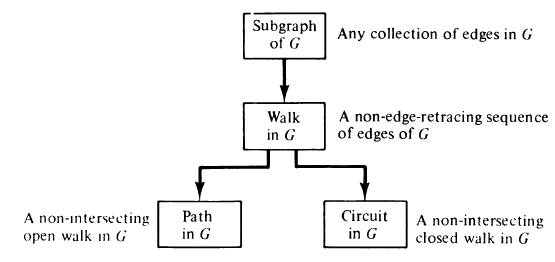 Subgraph
of G
Any collection of edges in G
Walk
in G
A non-edge-retracing sequence
of edges of G
A non-intersecting
open walk in G
Path
in G
Circuit
in G
A non-intersecting
closed walk in G